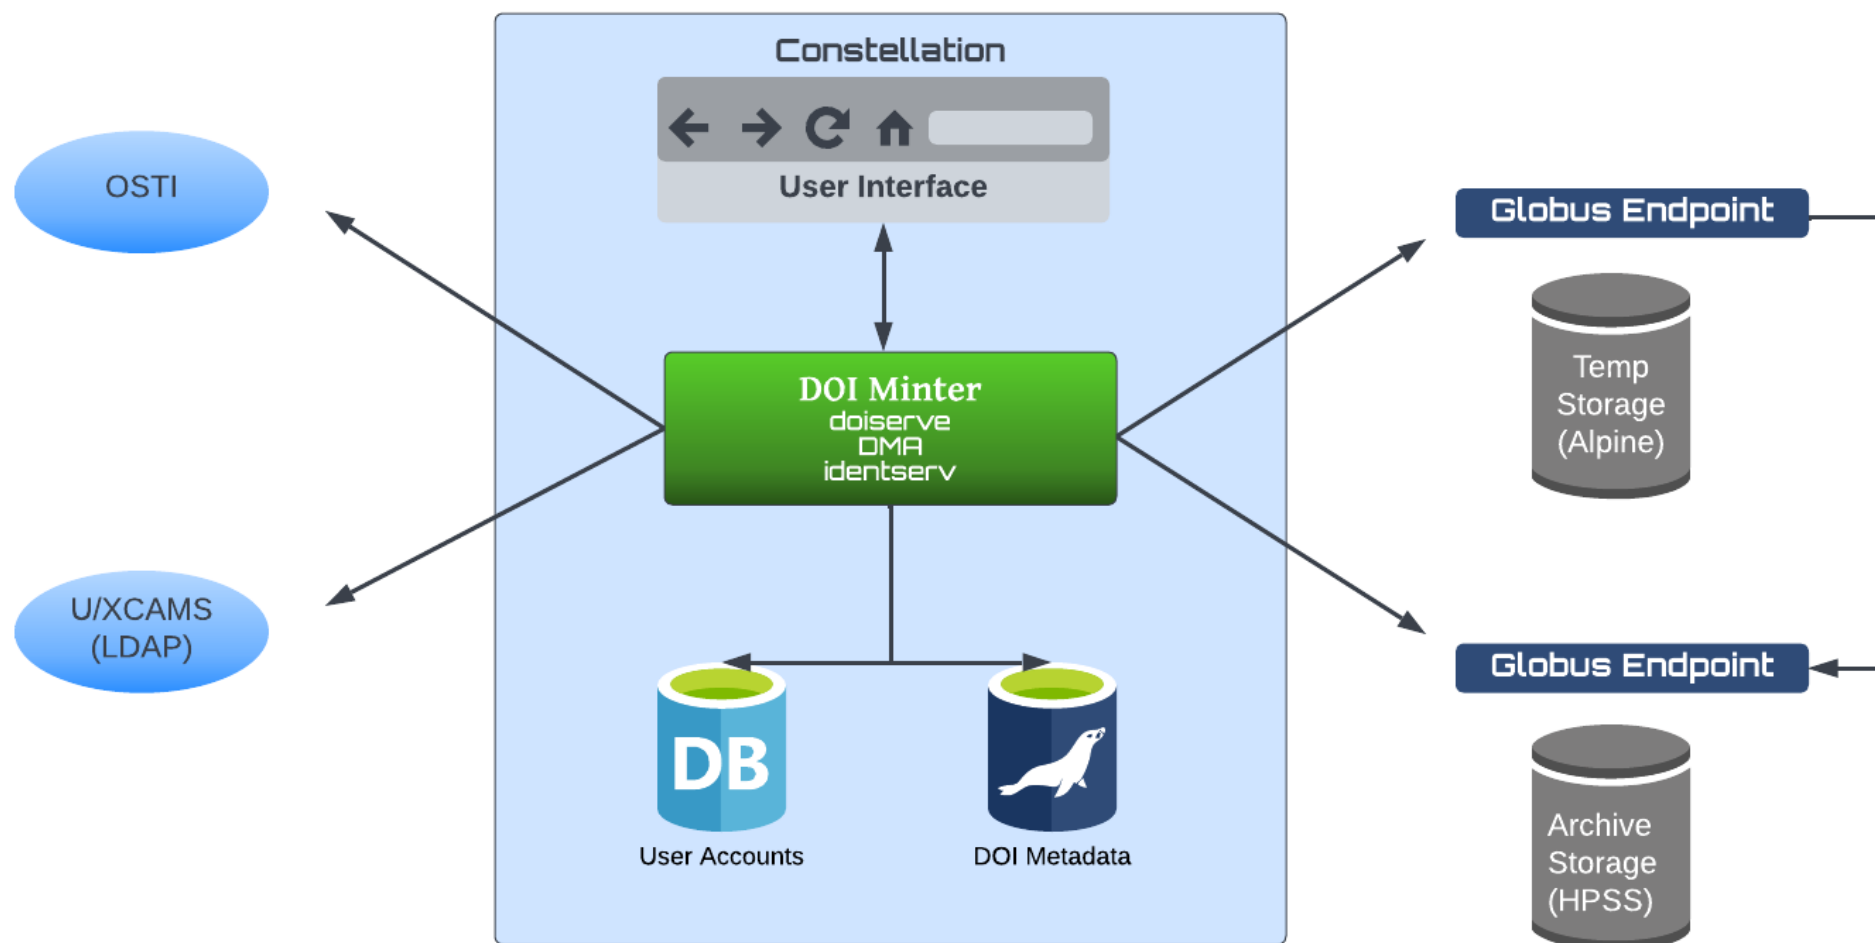 Constellation
User Interface
OSTI
Globus Endpoint
Temp
Storage
(Alpine)
DOI Minter
doiserve
DMA
identserv
U/XCAMS
(LDAP)
Globus Endpoint
DB
User Accounts
DOI Metadata
Archive
Storage
(HPSS)